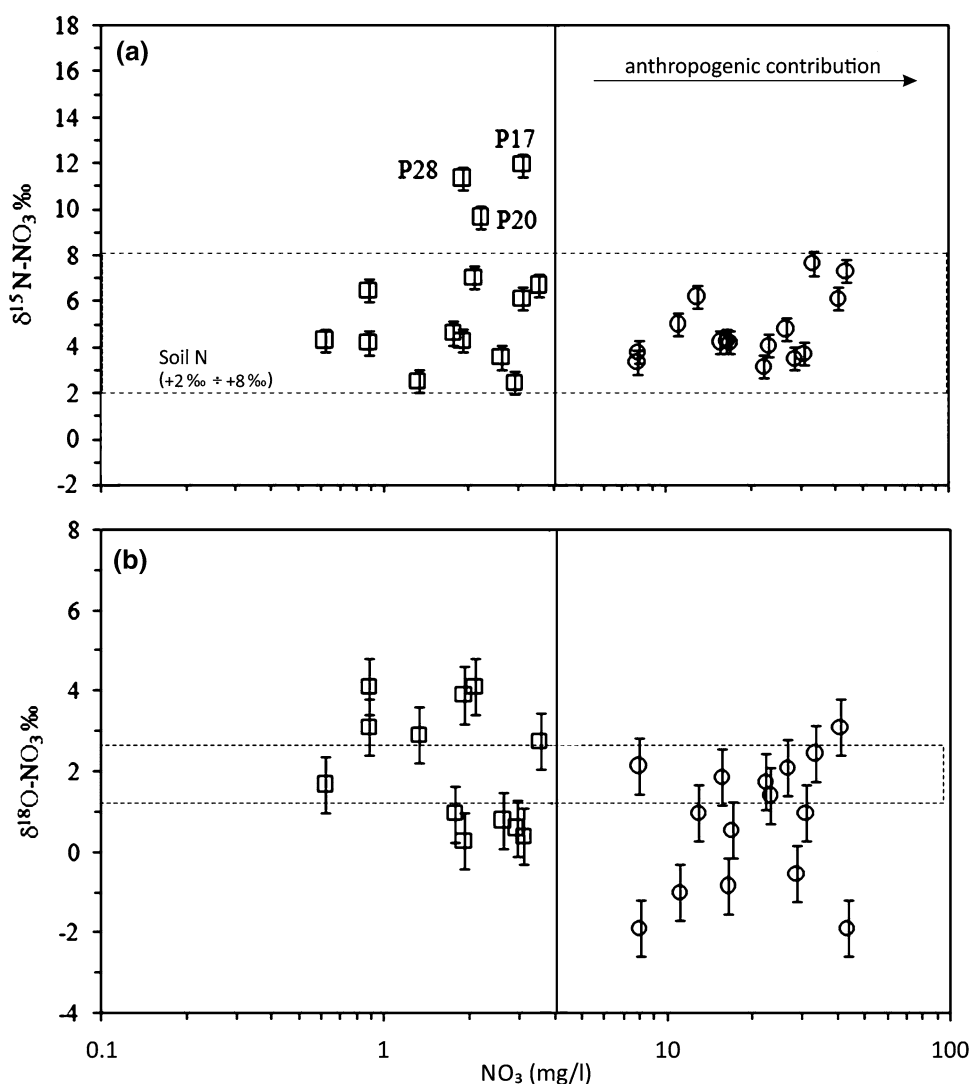 (a)
anthropogenic contribution
P17
P28
P20
Soil N
(+2 ‰ ÷ +8 ‰)
δ¹⁵N-NO₃‰
18
16
14
12
10
8
6
4
2
0
-2
(b)
δ¹⁸O-NO₃‰
8
6
4
2
0
-2
-4
0.1 1 10 100
NO₃ (mg/l)